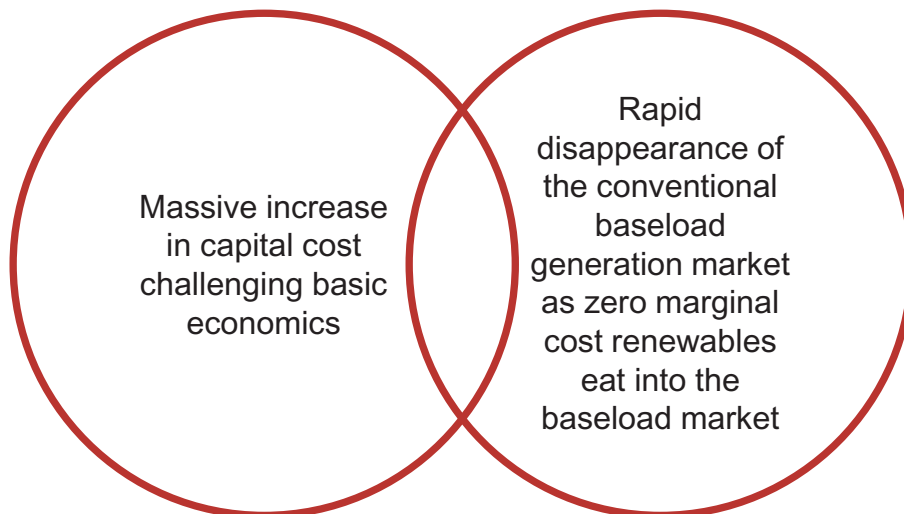 Massive increase
in capital cost
challenging basic
economics
Rapid
disappearance of
the conventional
baseload
generation market
as zero marginal
cost renewables
eat into the
baseload market